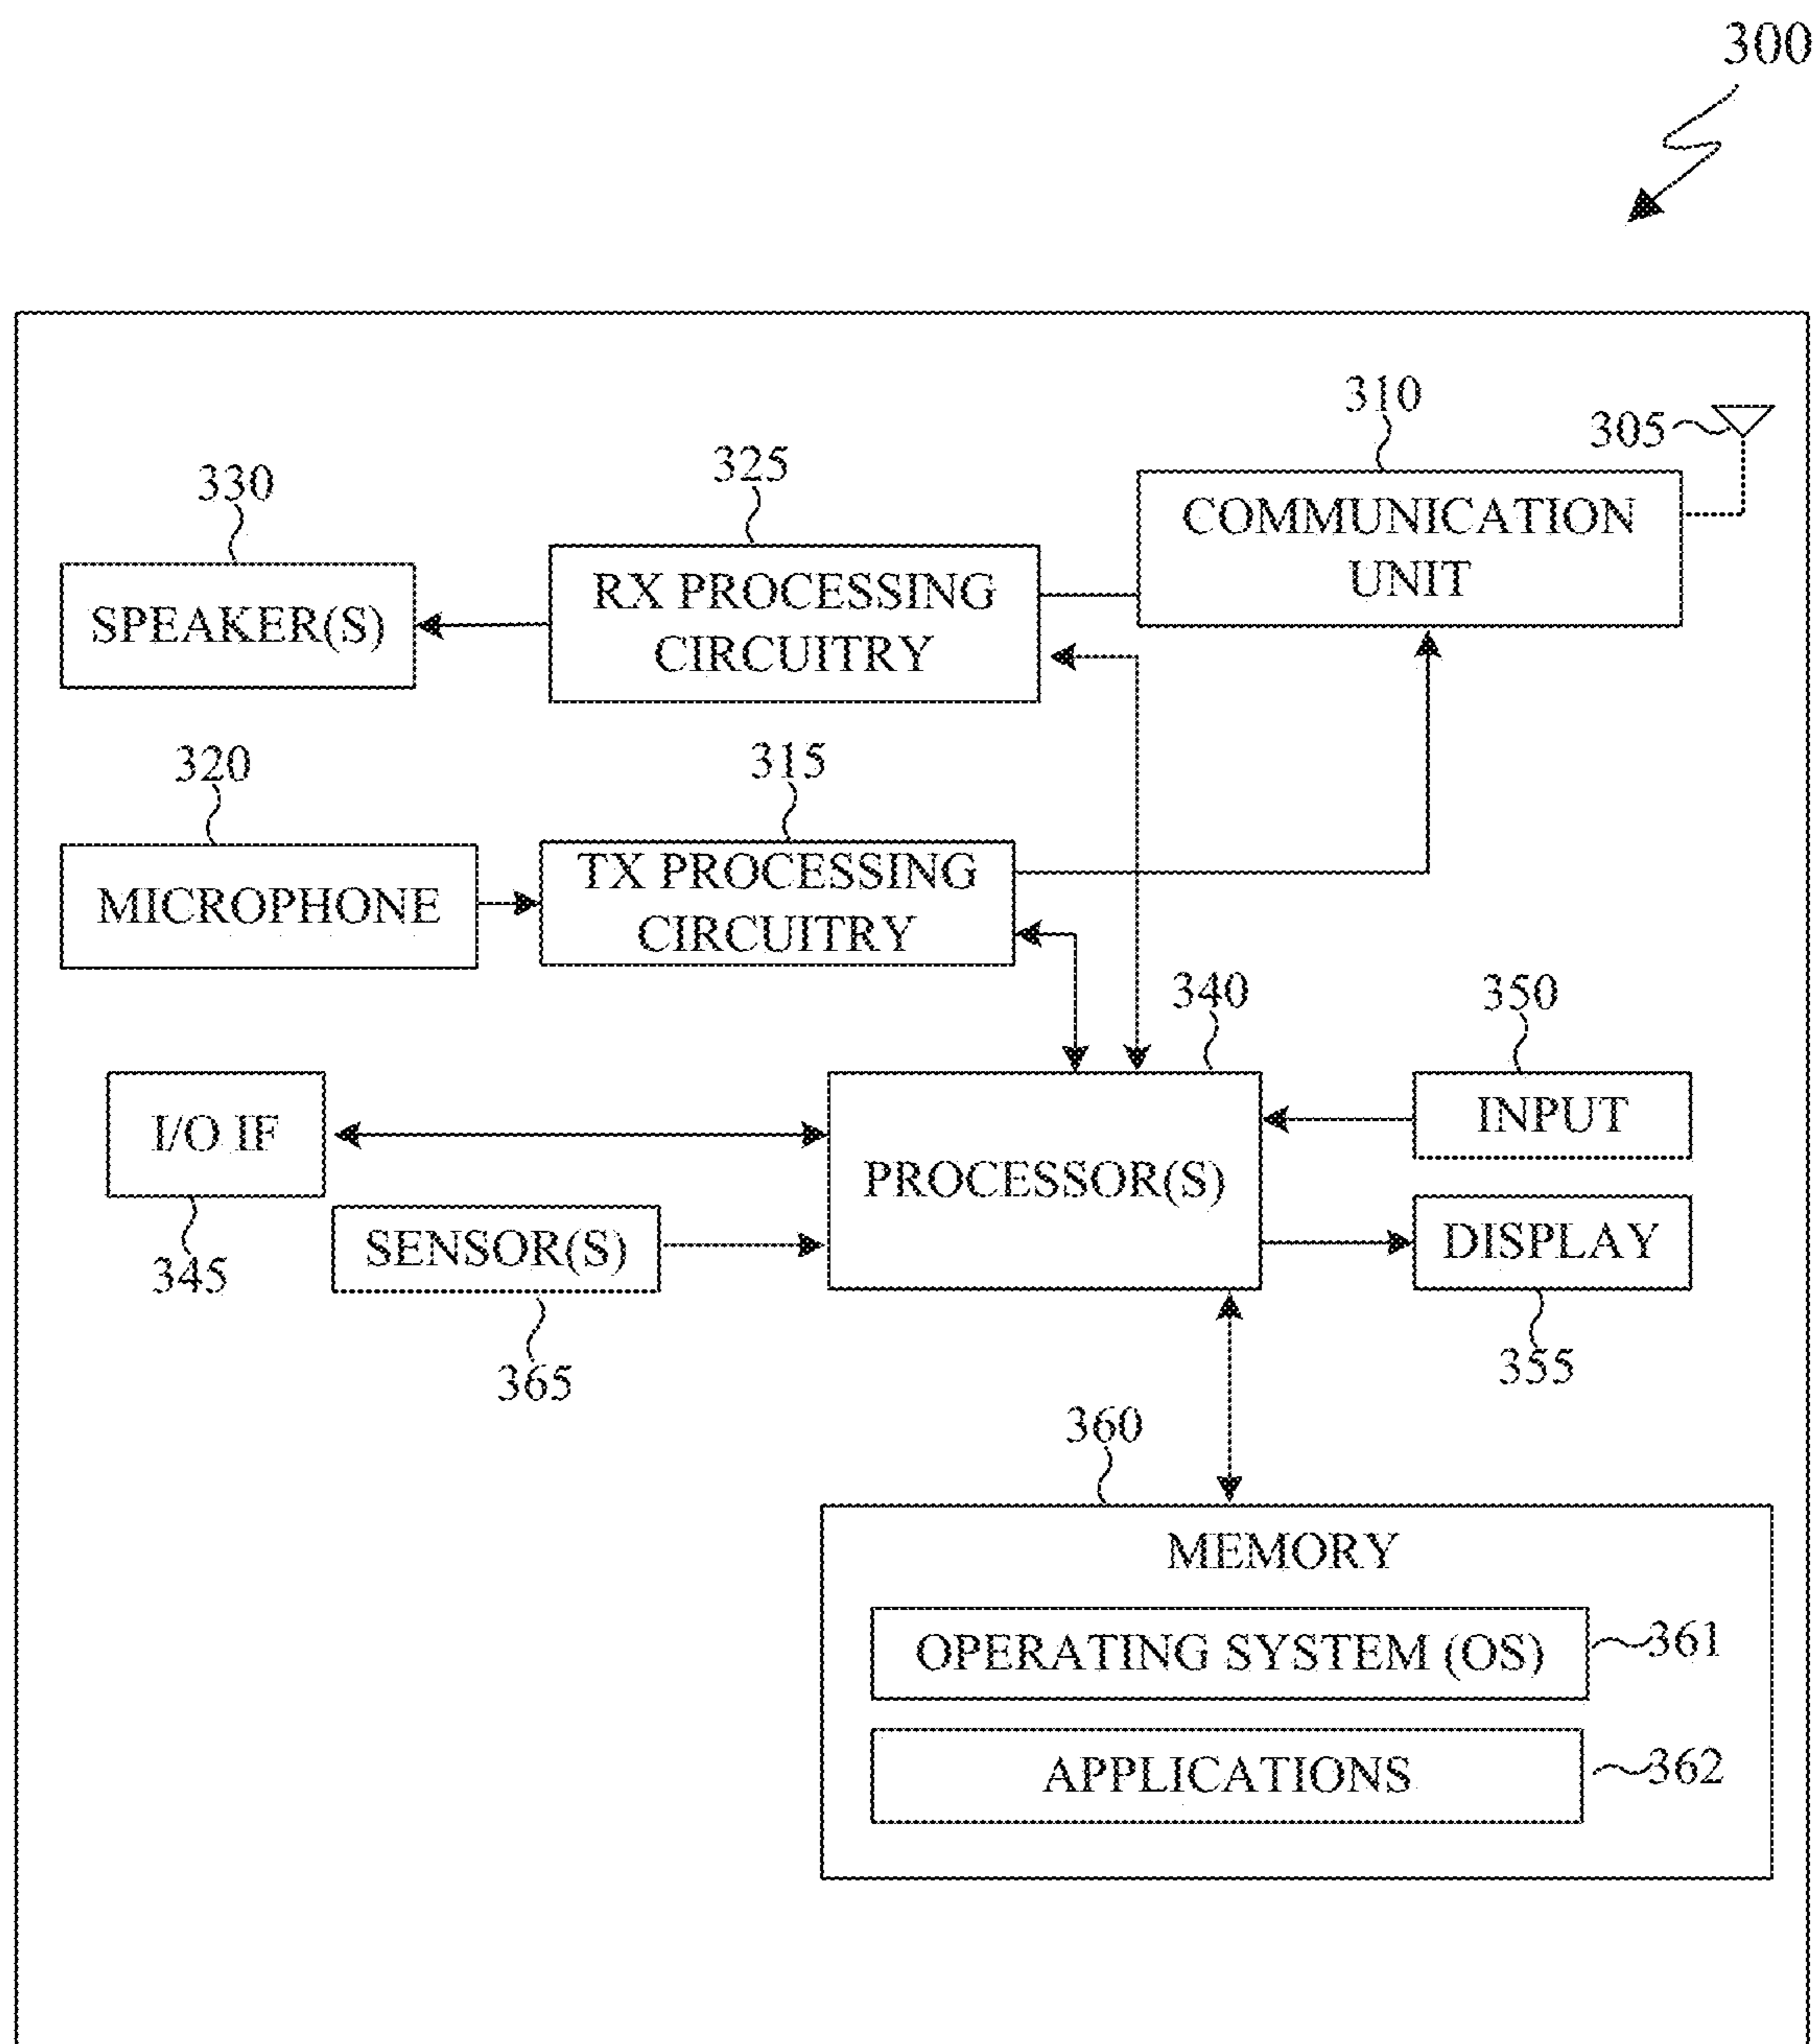 300
310
305
325
330
COMMUNICATION
UNIT
RX PROCESSING
CIRCUITRY
SPEAKER(S)
320
315
MICROPHONE
TX PROCESSING
CIRCUITRY
340
350
I/O IF
PROCESSOR(S)
INPUT
SENSOR(S)
DISPLAY
345
365
355
360
MEMORY
OPERATING SYSTEM (OS)
361
APPLICATIONS
362